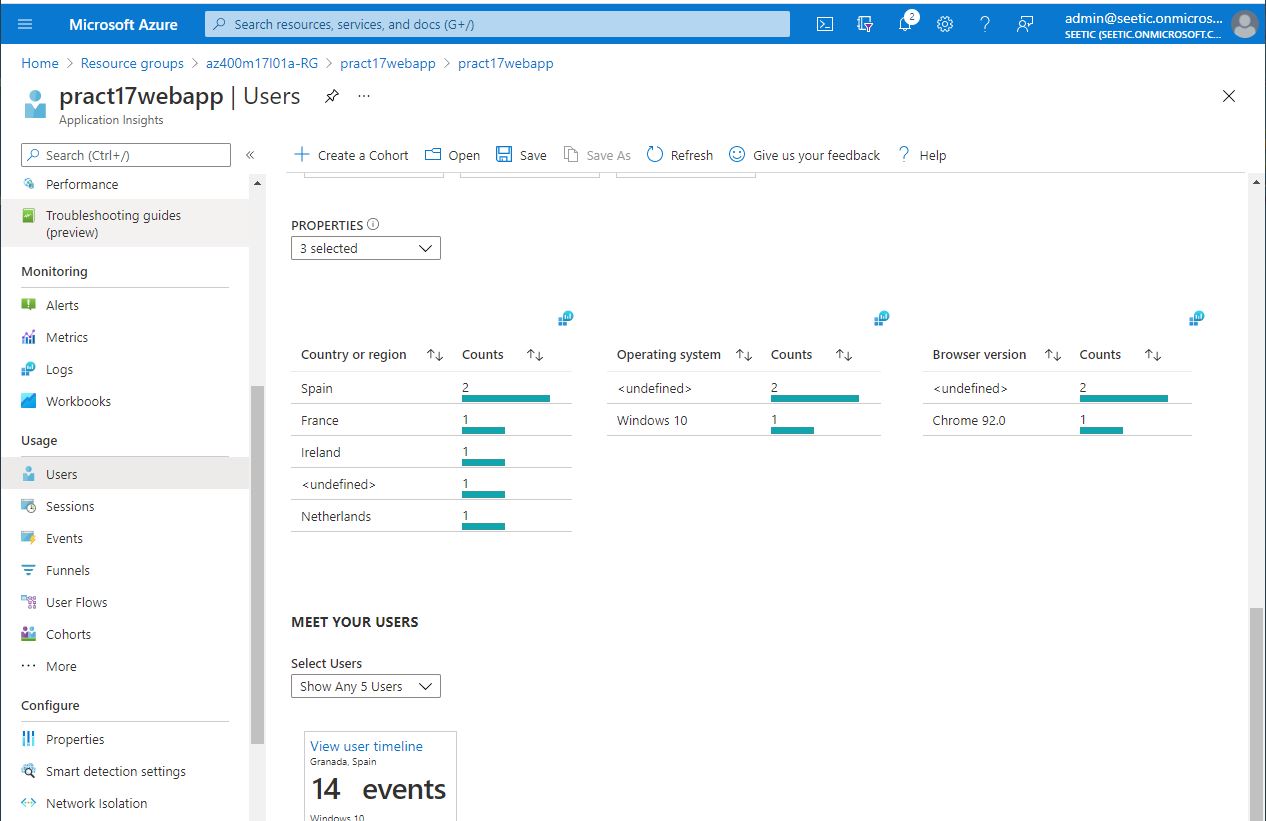 Microsoft Azure
Search resources, services, and docs (G+/)
2
admin@seetic.onmicros...
SEETIC (SEETIC.ONMICROSOFT.C...
Home > Resource groups > az400m17l01a-RG > pract17webapp > pract17webapp
pract17webapp | Users
...
Application Insights
Search (Ctrl+/)
«
Performance
Troubleshooting guides
(preview)
Monitoring
Alerts
Metrics
Logs
Workbooks
Usage
Users
Sessions
Events
Funnels
User Flows
Cohorts
More
Configure
Properties
Smart detection settings
Network Isolation
Create a Cohort
Open
Save
Save As
Refresh
Give us your feedback
? Help
PROPERTIES
3 selected
Country or region Counts
Spain 2
France 1
Ireland 1
<undefined> 1
Netherlands 1
Operating system Counts
<undefined> 2
Windows 10 1
Browser version Counts
<undefined> 2
Chrome 92.0 1
MEET YOUR USERS
Select Users
Show Any 5 Users
View user timeline
Granada, Spain
14 events
Windows 10